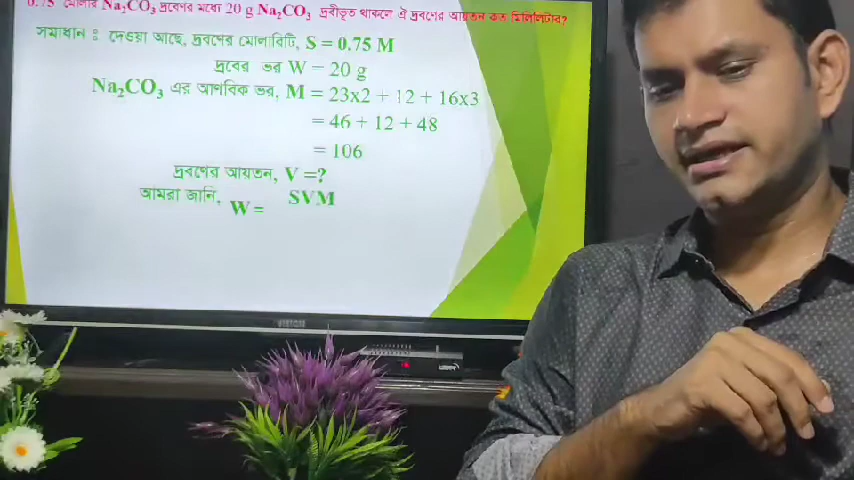 0.75 মোলার Na₂CO₃ দ্রবণের মধ্যে 20 g Na₂CO₃ দ্রবীভূত থাকলে ঐ দ্রবণের আয়তন কত মিলিলিটার?
সমাধান : দেওয়া আছে, দ্রবণের মোলারিটি, S = 0.75 M
দ্রবের ভর W = 20 g
Na₂CO₃ এর আণবিক ভর, M = 23x2 + 12 + 16x3
= 46 + 12 + 48
= 106
দ্রবণের আয়তন, V =?
আমরা জানি, W = SVM
VISION